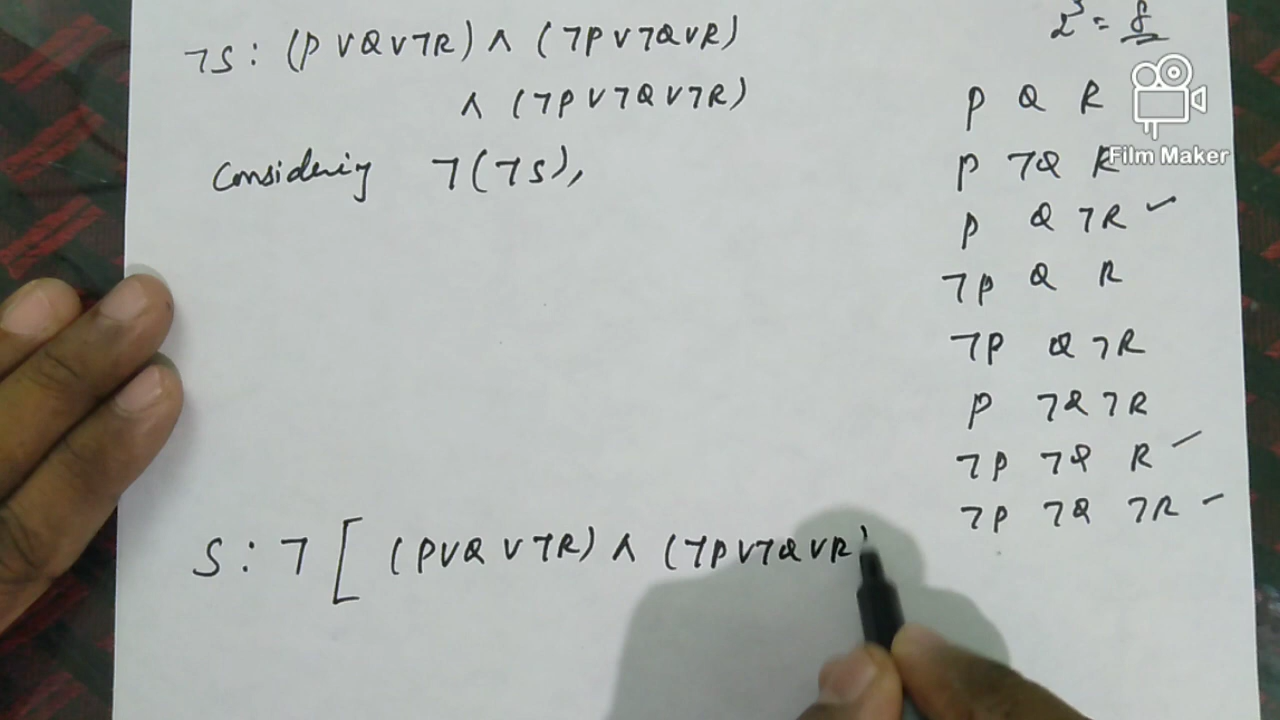 2³ = 8
¬S : (P ∨ Q ∨ ¬R) ∧ (¬P ∨ ¬Q ∨ R)
∧ (¬P ∨ ¬Q ∨ ¬R)
Considering ¬(¬S),
P Q R
Film Maker
P ¬Q R
P Q ¬R ✓
¬P Q R
¬P Q ¬R
P ¬Q ¬R
¬P ¬Q R ✓
¬P ¬Q ¬R ✓
S : ¬ [ (P ∨ Q ∨ ¬R) ∧ (¬P ∨ ¬Q ∨ R)